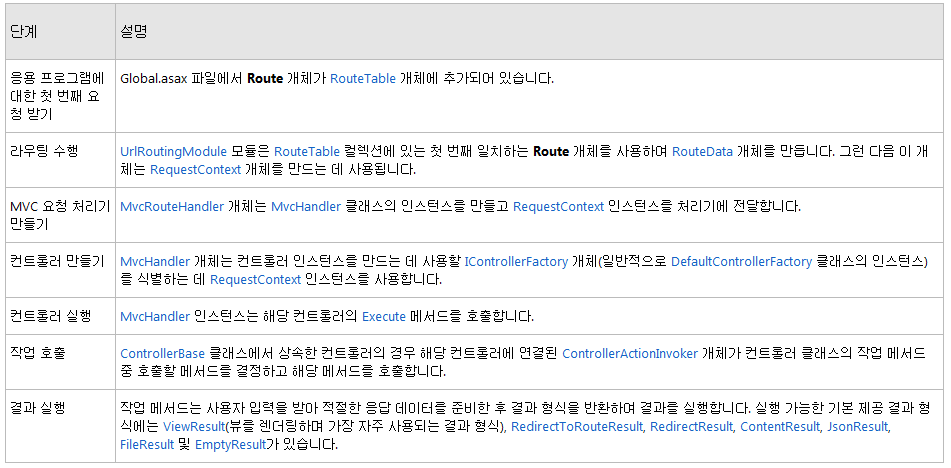 단계 설명
응용 프로그램에
대한 첫 번째 요
청 받기
Global.asax 파일에서 Route 개체가 RouteTable 개체에 추가되어 있습니다.
라우팅 수행
UrlRoutingModule 모듈은 RouteTable 컬렉션에 있는 첫 번째 일치하는 Route 개체를 사용하여 RouteData 개체를 만듭니다. 그런 다음 이 개
체는 RequestContext 개체를 만드는 데 사용됩니다.
MVC 요청 처리기
만들기
MvcRouteHandler 개체는 MvcHandler 클래스의 인스턴스를 만들고 RequestContext 인스턴스를 처리기에 전달합니다.
컨트롤러 만들기
MvcHandler 개체는 컨트롤러 인스턴스를 만드는 데 사용할 IControllerFactory 개체(일반적으로 DefaultControllerFactory 클래스의 인스턴스)
를 식별하는 데 RequestContext 인스턴스를 사용합니다.
컨트롤러 실행
MvcHandler 인스턴스는 해당 컨트롤러의 Execute 메서드를 호출합니다.
작업 호출
ControllerBase 클래스에서 상속한 컨트롤러의 경우 해당 컨트롤러에 연결된 ControllerActionInvoker 개체가 컨트롤러 클래스의 작업 메서드
중 호출할 메서드를 결정하고 해당 메서드를 호출합니다.
결과 실행
작업 메서드는 사용자 입력을 받아 적절한 응답 데이터를 준비한 후 결과 형식을 반환하여 결과를 실행합니다. 실행 가능한 기본 제공 결과 형
식에는 ViewResult(뷰를 렌더링하며 가장 자주 사용되는 결과 형식), RedirectToRouteResult, RedirectResult, ContentResult, JsonResult,
FileResult 및 EmptyResult가 있습니다.